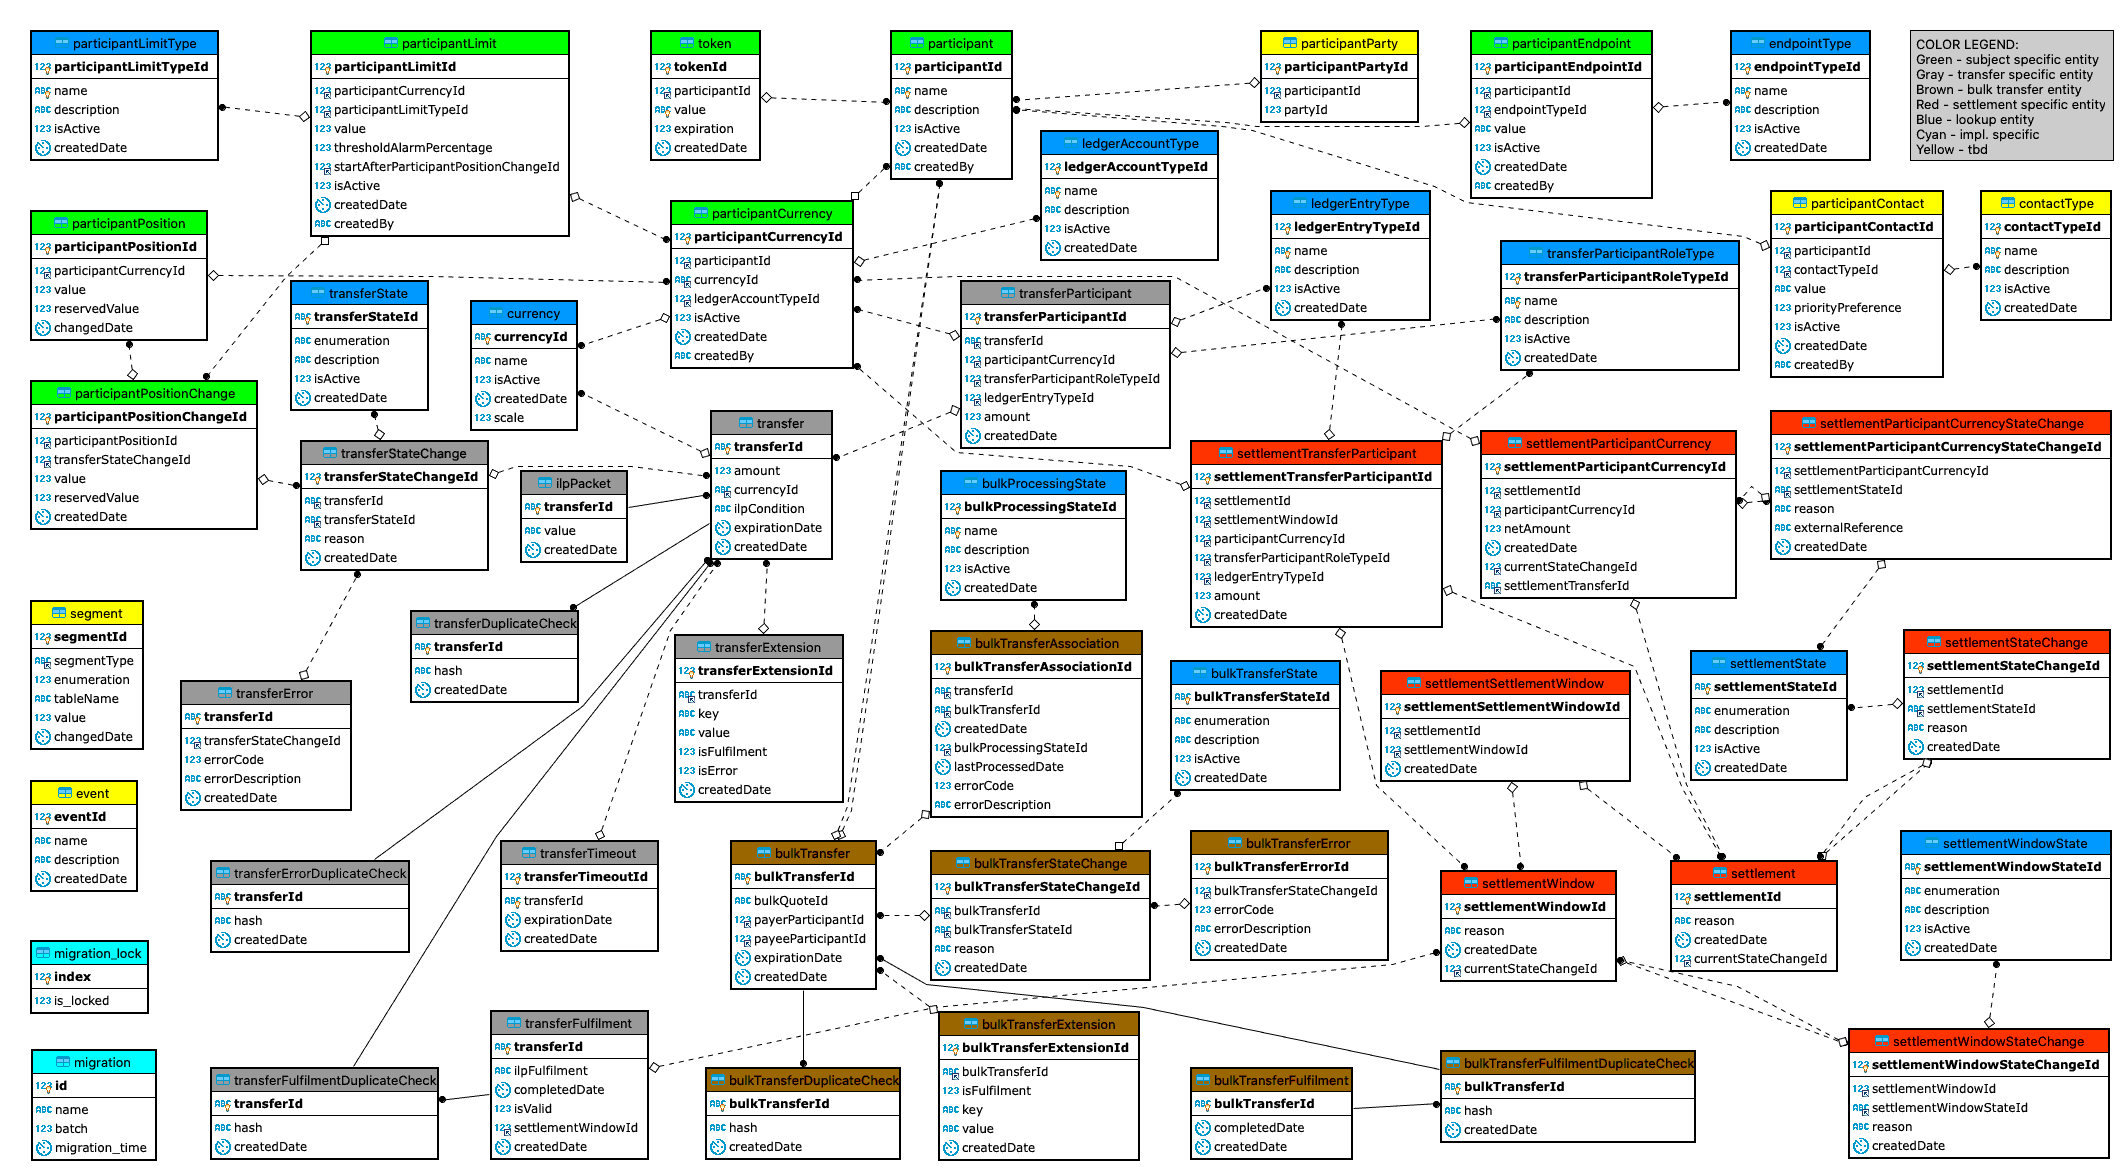 participantLimitType
participantLimitTypeId
name
description
isActive
createdDate
participantLimit
participantLimitId
participantCurrencyId
participantLimitTypeId
value
thresholdAlarmPercentage
startAfterParticipantPositionChangeId
isActive
createdDate
createdBy
token
tokenId
participantId
value
expiration
createdDate
participant
participantId
name
description
isActive
createdDate
createdBy
participantParty
participantPartyId
participantId
partyId
participantEndpoint
participantEndpointId
participantId
endpointTypeId
value
isActive
createdDate
createdBy
endpointType
endpointTypeId
name
description
isActive
createdDate
COLOR LEGEND:
Green - subject specific entity
Gray - transfer specific entity
Brown - bulk transfer entity
Red - settlement specific entity
Blue - lookup entity
Cyan - impl. specific
Yellow - tbd
ledgerAccountType
ledgerAccountTypeId
name
description
isActive
createdDate
participantPosition
participantPositionId
participantCurrencyId
value
reservedValue
changedDate
participantCurrency
participantCurrencyId
participantId
currencyId
ledgerAccountTypeId
isActive
createdDate
createdBy
ledgerEntryType
ledgerEntryTypeId
name
description
isActive
createdDate
transferParticipantRoleType
transferParticipantRoleTypeId
name
description
isActive
createdDate
participantContact
participantContactId
participantId
contactTypeId
value
priorityPreference
isActive
createdDate
createdBy
contactType
contactTypeId
name
description
isActive
createdDate
transferState
transferStateId
enumeration
description
isActive
createdDate
currency
currencyId
name
isActive
createdDate
scale
transferParticipant
transferParticipantId
transferId
participantCurrencyId
transferParticipantRoleTypeId
ledgerEntryTypeId
amount
createdDate
participantPositionChange
participantPositionChangeId
participantPositionId
transferStateChangeId
value
reservedValue
createdDate
transferStateChange
transferStateChangeId
transferId
transferStateId
reason
createdDate
ilpPacket
transferId
value
createdDate
transfer
transferId
amount
currencyId
ilpCondition
expirationDate
createdDate
bulkProcessingState
bulkProcessingStateId
name
description
isActive
createdDate
settlementTransferParticipant
settlementTransferParticipantId
settlementId
settlementWindowId
participantCurrencyId
transferParticipantRoleTypeId
ledgerEntryTypeId
amount
createdDate
settlementParticipantCurrency
settlementParticipantCurrencyId
settlementId
participantCurrencyId
netAmount
createdDate
currentStateChangeId
settlementTransferId
settlementParticipantCurrencyStateChange
settlementParticipantCurrencyStateChangeId
settlementParticipantCurrencyId
settlementStateId
reason
externalReference
createdDate
segment
segmentId
segmentType
enumeration
tableName
value
changedDate
transferError
transferId
transferStateChangeId
errorCode
errorDescription
createdDate
transferDuplicateCheck
transferId
hash
createdDate
transferExtension
transferExtensionId
transferId
key
value
isFulfilment
isError
createdDate
bulkTransferAssociation
bulkTransferAssociationId
transferId
bulkTransferId
createdDate
bulkProcessingStateId
lastProcessedDate
errorCode
errorDescription
bulkTransferState
bulkTransferStateId
enumeration
description
isActive
createdDate
settlementSettlementWindow
settlementSettlementWindowId
settlementId
settlementWindowId
createdDate
settlementState
settlementStateId
enumeration
description
isActive
createdDate
settlementStateChange
settlementStateChangeId
settlementId
settlementStateId
reason
createdDate
event
eventId
name
description
createdDate
transferErrorDuplicateCheck
transferId
hash
createdDate
transferTimeout
transferTimeoutId
transferId
expirationDate
createdDate
bulkTransfer
bulkTransferId
bulkQuoteId
payerParticipantId
payeeParticipantId
expirationDate
createdDate
bulkTransferStateChange
bulkTransferStateChangeId
bulkTransferId
bulkTransferStateId
reason
createdDate
bulkTransferError
bulkTransferErrorId
bulkTransferStateChangeId
errorCode
errorDescription
createdDate
settlementWindow
settlementWindowId
reason
createdDate
currentStateChangeId
settlement
settlementId
reason
createdDate
currentStateChangeId
settlementWindowState
settlementWindowStateId
enumeration
description
isActive
createdDate
migration_lock
index
is_locked
migration
id
name
batch
migration_time
transferFulfilmentDuplicateCheck
transferId
hash
createdDate
transferFulfilment
transferId
ilpFulfilment
completedDate
isValid
settlementWindowId
createdDate
bulkTransferDuplicateCheck
bulkTransferId
hash
createdDate
bulkTransferExtension
bulkTransferExtensionId
bulkTransferId
isFulfilment
key
value
createdDate
bulkTransferFulfilment
bulkTransferId
completedDate
createdDate
bulkTransferFulfilmentDuplicateCheck
bulkTransferId
hash
createdDate
settlementWindowStateChange
settlementWindowStateChangeId
settlementWindowId
settlementWindowStateId
reason
createdDate